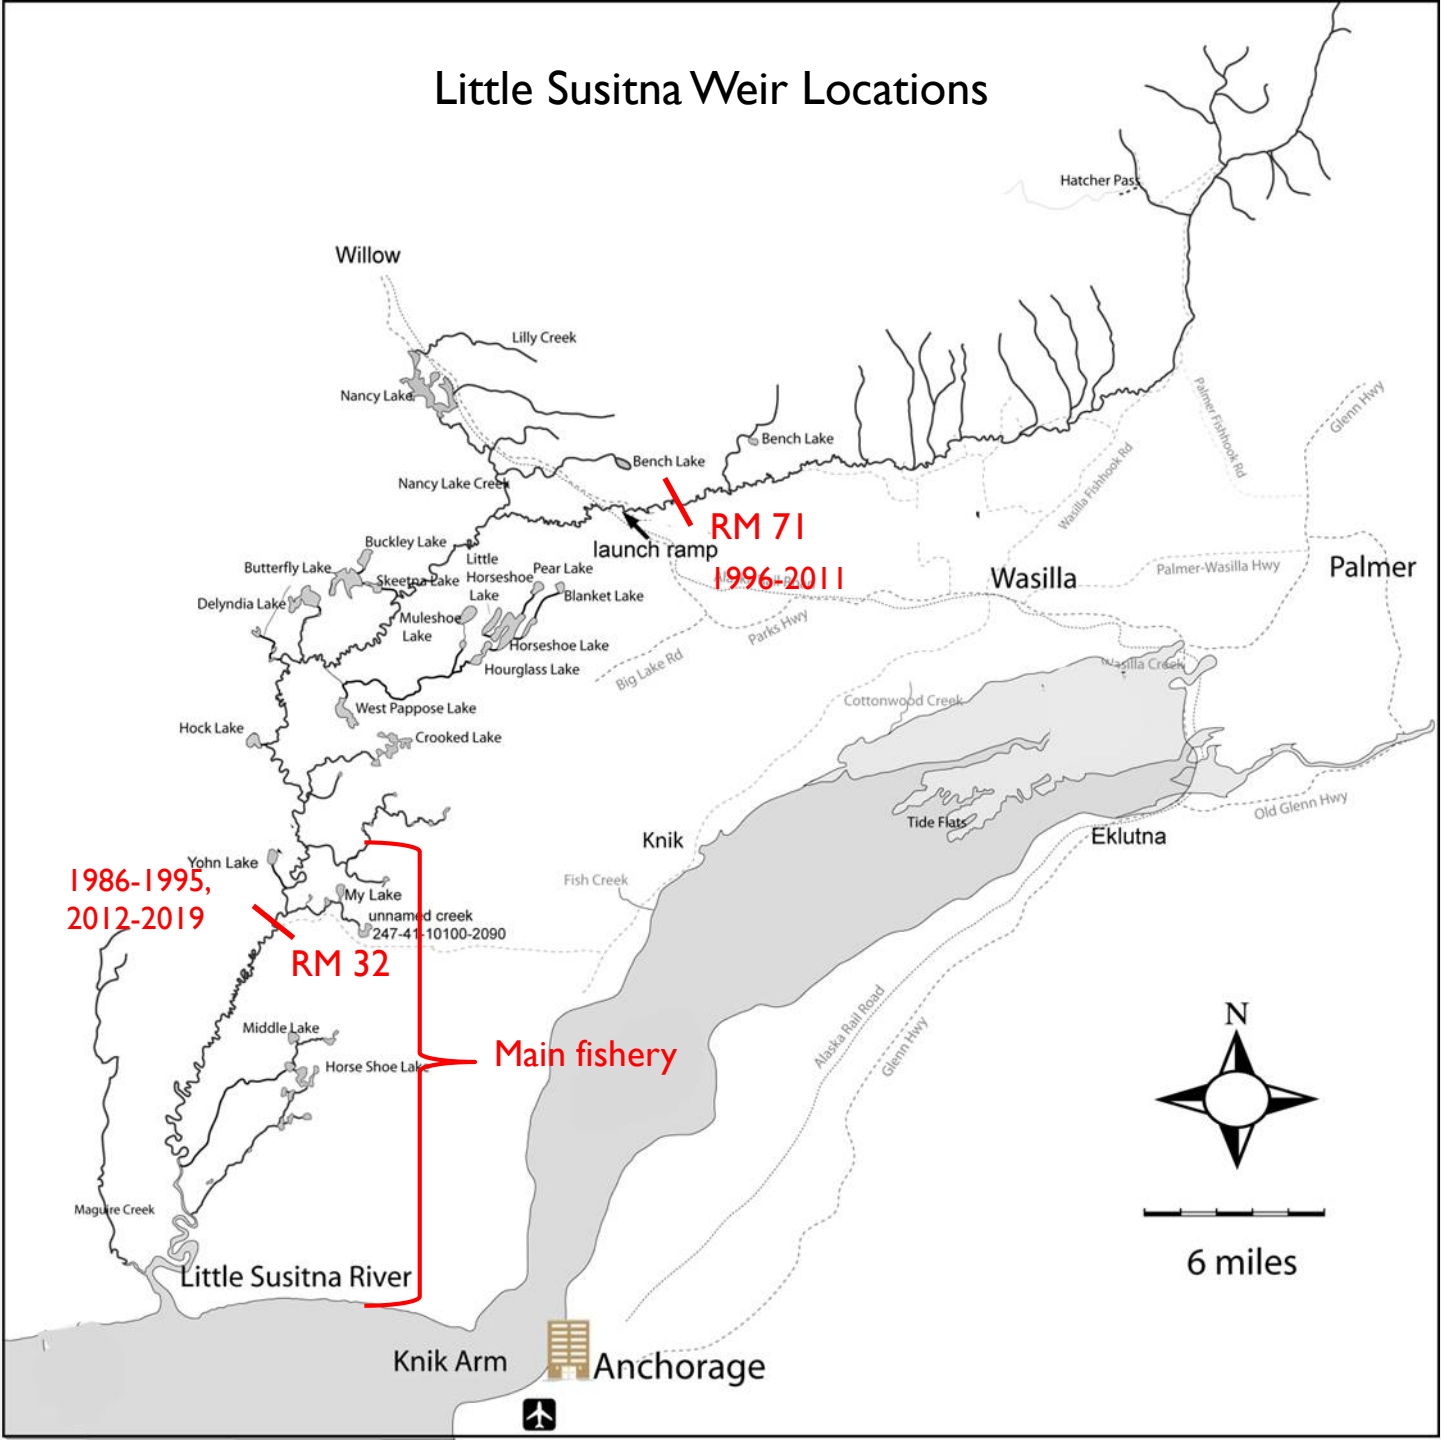 Little Susitna Weir Locations
Hatcher Pass
Willow
Lilly Creek
Nancy Lake
Glenn Hwy
Palmer Fishhook Rd
Bench Lake
Bench Lake
Nancy Lake Creek
Wasilla Fishhook Rd
RM 71
launch ramp
1996-2011
Buckley Lake
Butterfly Lake
Skeetna Lake
Delyndia Lake
Little
Horseshoe
Lake
Pear Lake
Blanket Lake
Muleshoe
Lake
Horseshoe Lake
Hourglass Lake
Wasilla
Palmer-Wasilla Hwy
Palmer
Parks Hwy
Big Lake Rd
Wasilla Creek
Cottonwood Creek
West Pappose Lake
Hock Lake
Crooked Lake
Tide Flats
Knik
Eklutna
Old Glenn Hwy
Yohn Lake
1986-1995,
2012-2019
My Lake
unnamed creek
247-41-10100-2090
Fish Creek
RM 32
Alaska Rail Road
Glenn Hwy
Middle Lake
Horse Shoe Lake
Main fishery
N
Maguire Creek
Little Susitna River
6 miles
Knik Arm
Anchorage